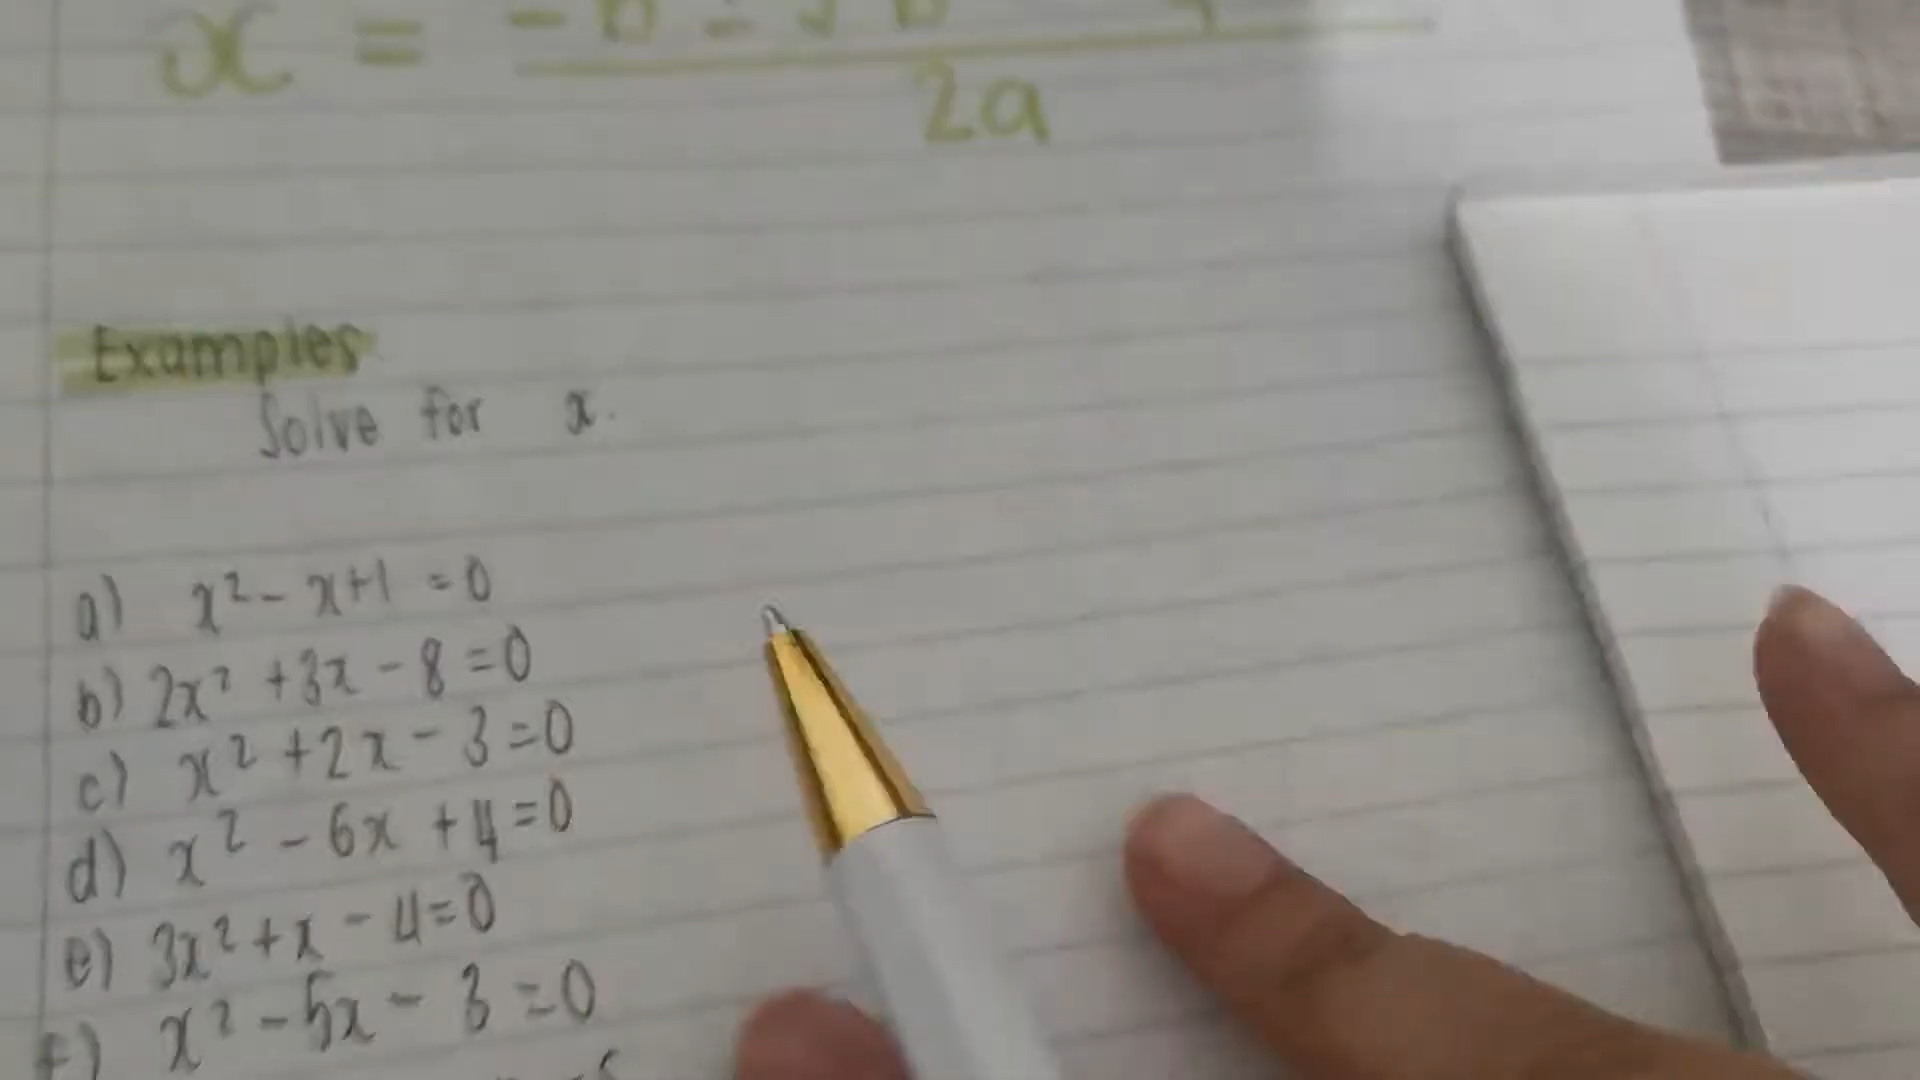 x = -b ± √b 4
2a
Examples
Solve for x.
a) x² - x+1 = 0
b) 2x² +3x - 8 =0
c) x² +2x - 3 =0
d) x² - 6x +4 =0
e) 3x² + x - 4=0
f) x² - 5x - 3 =0